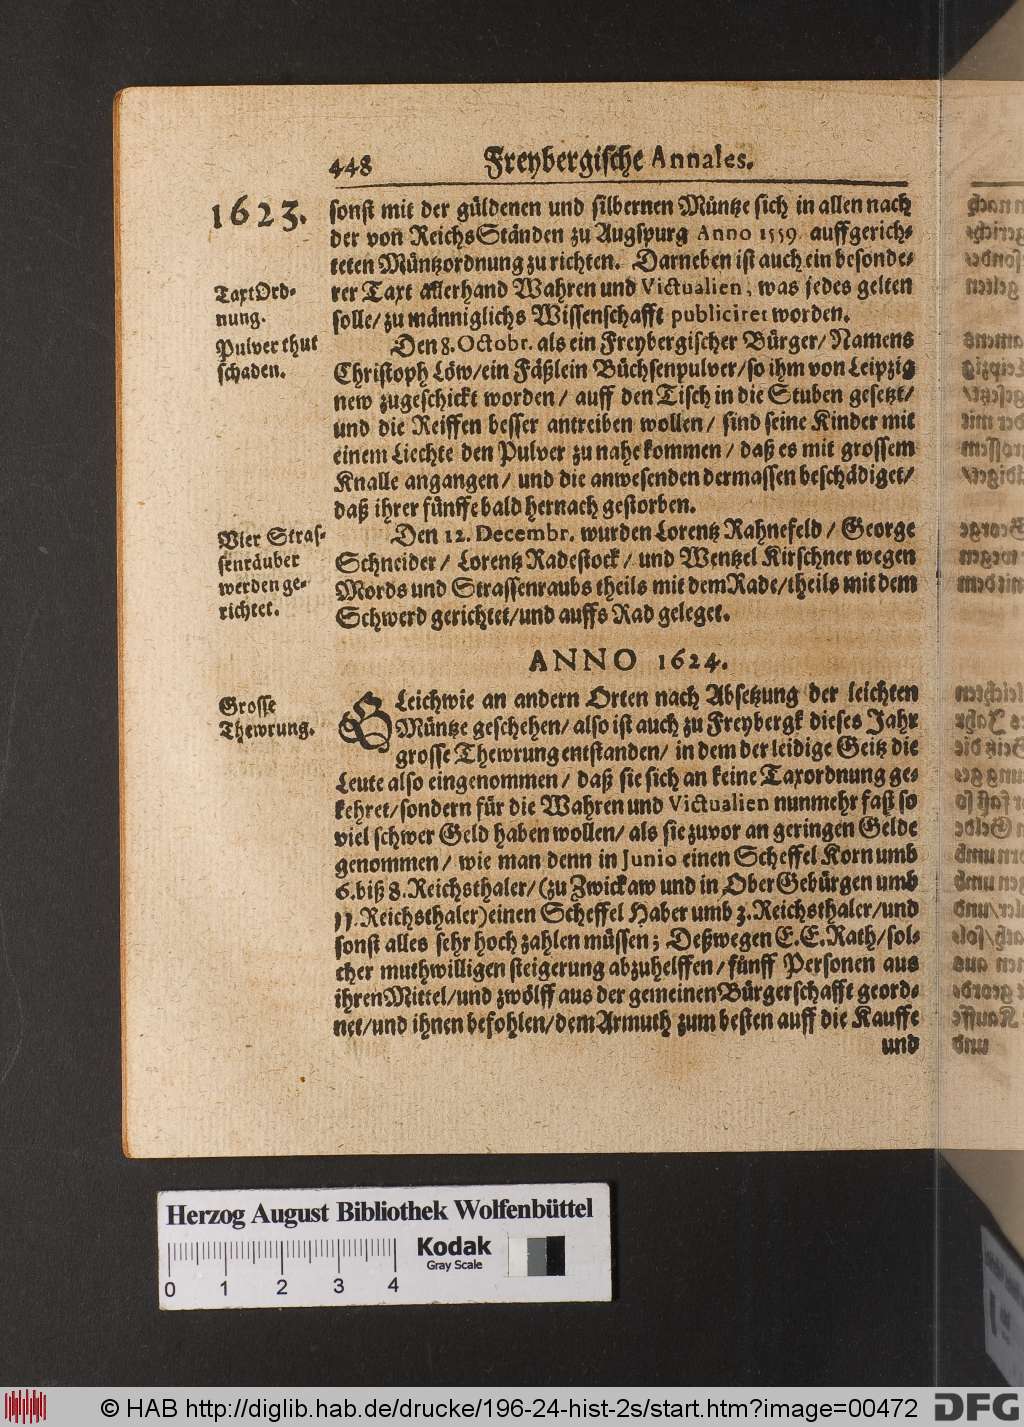 448 Freybergische Annales.
1623.
sonst mit der güldenen und silbernen Müntze sich in allen nach
der von ReichsStänden zu Augspurg Anno 1559. auffgerich-
teten Müntzordnung zu richten. Darneben ist auch ein besonde-
TaxtOrd-
nung.
rer Taxt allerhand Wahren und Victualien, was jedes gelten
solle/ zu männiglichs Wissenschafft publiciret worden.
Pulver thut
schaden.
Den 8. Octobr. als ein Freybergischer Bürger/ Namens
Christoph Löw/ ein Fäßlein Büchsenpulver/ so ihm von Leipzig
new zugeschickt worden/ auff den Tisch in die Stuben gesetzt/
und die Reiffen besser antreiben wollen/ sind seine Kinder mit
einem Liechte den Pulver zu nahe kommen/ daß es mit grossem
Knalle angangen/ und die anwesenden dermassen beschädiget/
daß ihrer fünffe bald hernach gestorben.
Vier Stras-
senräuber
werden ge-
richtet.
Den 12. Decembr. wurden Lorentz Rahnefeld/ George
Schneider/ Lorentz Radestock/ und Wentzel Kirschner wegen
Mords und Strassenraubs theils mit dem Rade/ theils mit dem
Schwerd gerichtet/ und auffs Rad geleget.
ANNO 1624.
Grosse
Thewrung.
Gleichwie an andern Orten nach Absetzung der leichten
Müntze geschehen/ also ist auch zu Freybergk dieses Jahr
grosse Thewrung entstanden/ in dem der leidige Geitz die
Leute also eingenommen/ daß sie sich an keine Taxordnung ge-
kehret/ sondern für die Wahren und Victualien nunmehr fast so
viel schwer Geld haben wollen/ als sie zuvor an geringen Gelde
genommen/ wie man denn in Junio einen Scheffel Korn umb
6. biß 8. Reichsthaler/ (zu Zwickaw und in OberGebürgen umb
11. Reichsthaler) einen Scheffel Haber umb 3. Reichsthaler/ und
sonst alles sehr hoch zahlen müssen; Deßwegen E. E. Rath/ sol-
cher muthwilligen steigerung abzuhelffen/ fünff Personen aus
ihren Mittel/ und zwölff aus der gemeinen Bürgerschafft geord-
net/ und ihnen befohlen/ dem Armuth zum besten auff die Kauffe
und
Herzog August Bibliothek Wolfenbüttel
Kodak
Gray Scale
0 1 2 3 4
© HAB http://diglib.hab.de/drucke/196-24-hist-2s/start.htm?image=00472
DFG